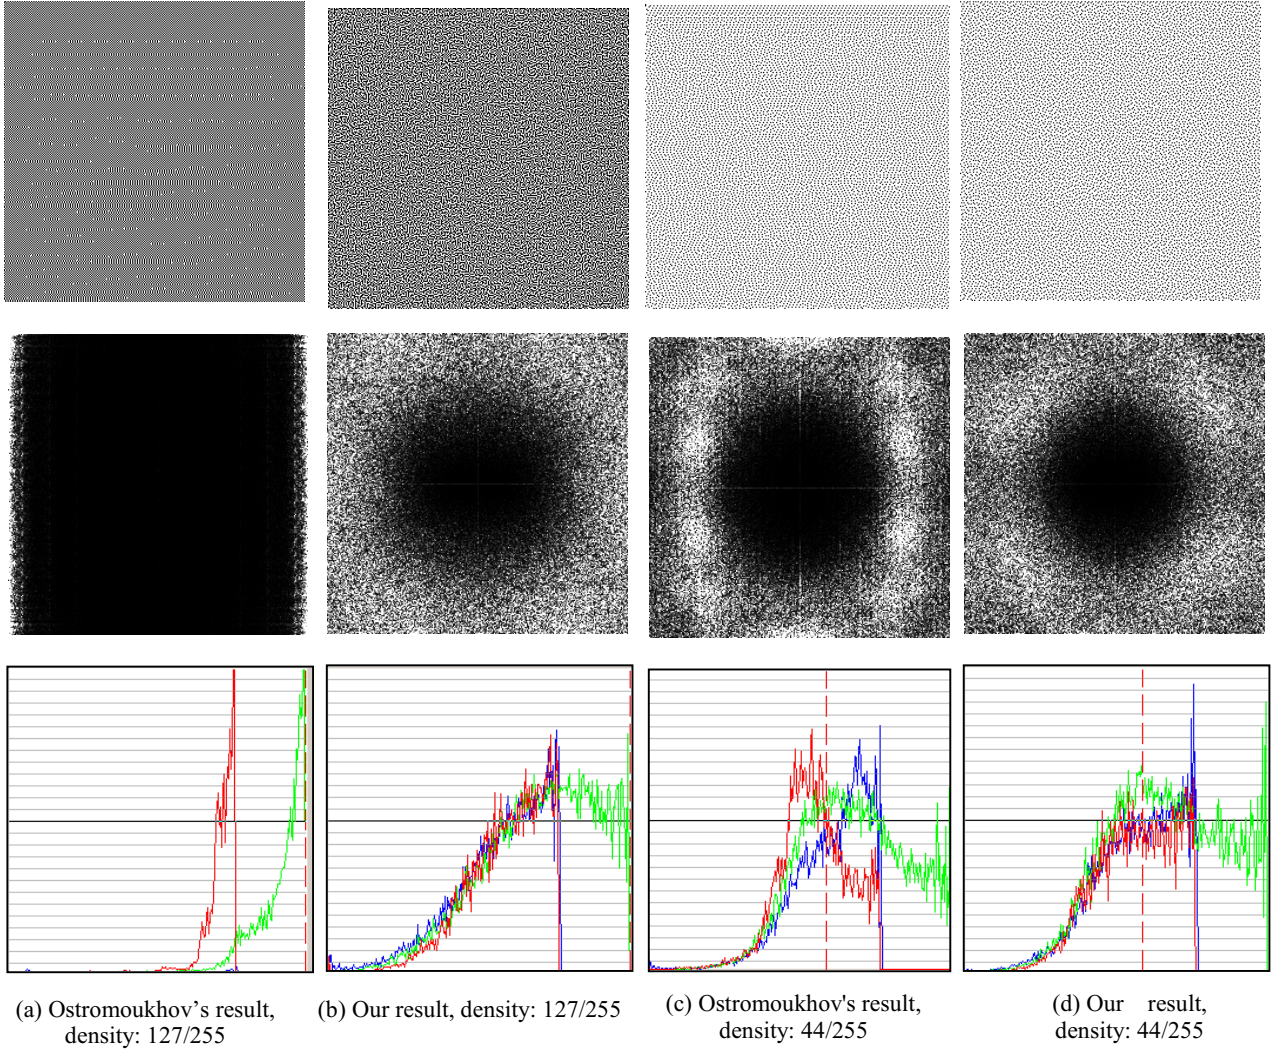 (a) Ostromoukhov’s result,
density: 127/255
(b) Our result, density: 127/255
(c) Ostromoukhov's result,
density: 44/255
(d) Our result,
density: 44/255